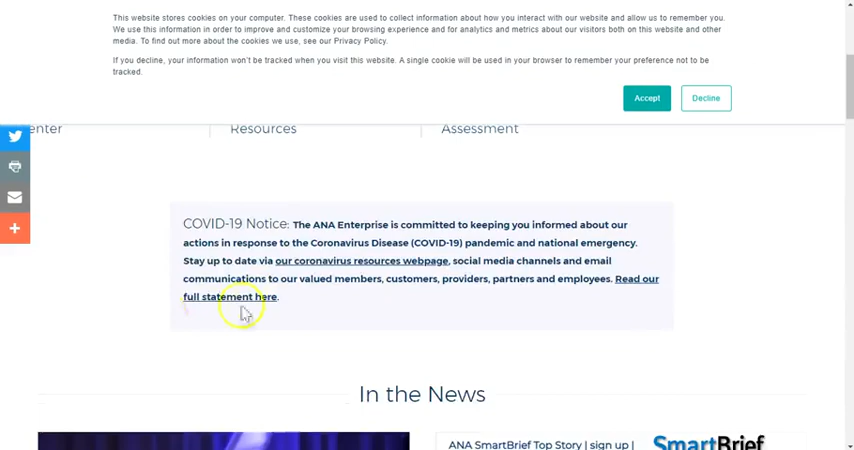 This website stores cookies on your computer. These cookies are used to collect information about how you interact with our website and allow us to remember you.
We use this information in order to improve and customize your browsing experience and for analytics and metrics about our visitors both on this website and other
media. To find out more about the cookies we use, see our Privacy Policy.
If you decline, your information won't be tracked when you visit this website. A single cookie will be used in your browser to remember your preference not to be
tracked.
Accept Decline
enter Resources Assessment
COVID-19 Notice: The ANA Enterprise is committed to keeping you informed about our
actions in response to the Coronavirus Disease (COVID-19) pandemic and national emergency.
Stay up to date via our coronavirus resources webpage, social media channels and email
communications to our valued members, customers, providers, partners and employees. Read our
full statement here.
In the News
ANA SmartBrief Top Story | sign up |
SmartBrief